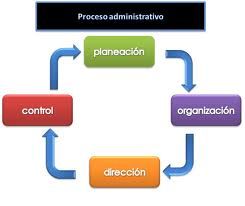 Proceso administrativo
planeación
organización
dirección
control